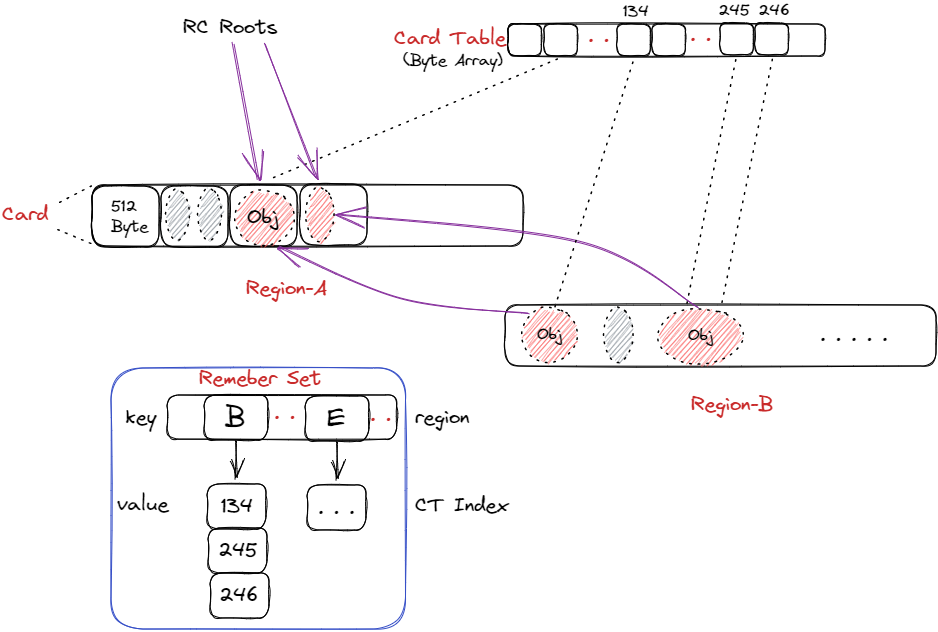 RC Roots
134
245 246
Card Table
(Byte Array)
Card
512
Byte
Obj
Region-A
Obj
Obj
.....
Region-B
Remeber Set
key
B
E
region
value
134
...
CT Index
245
246